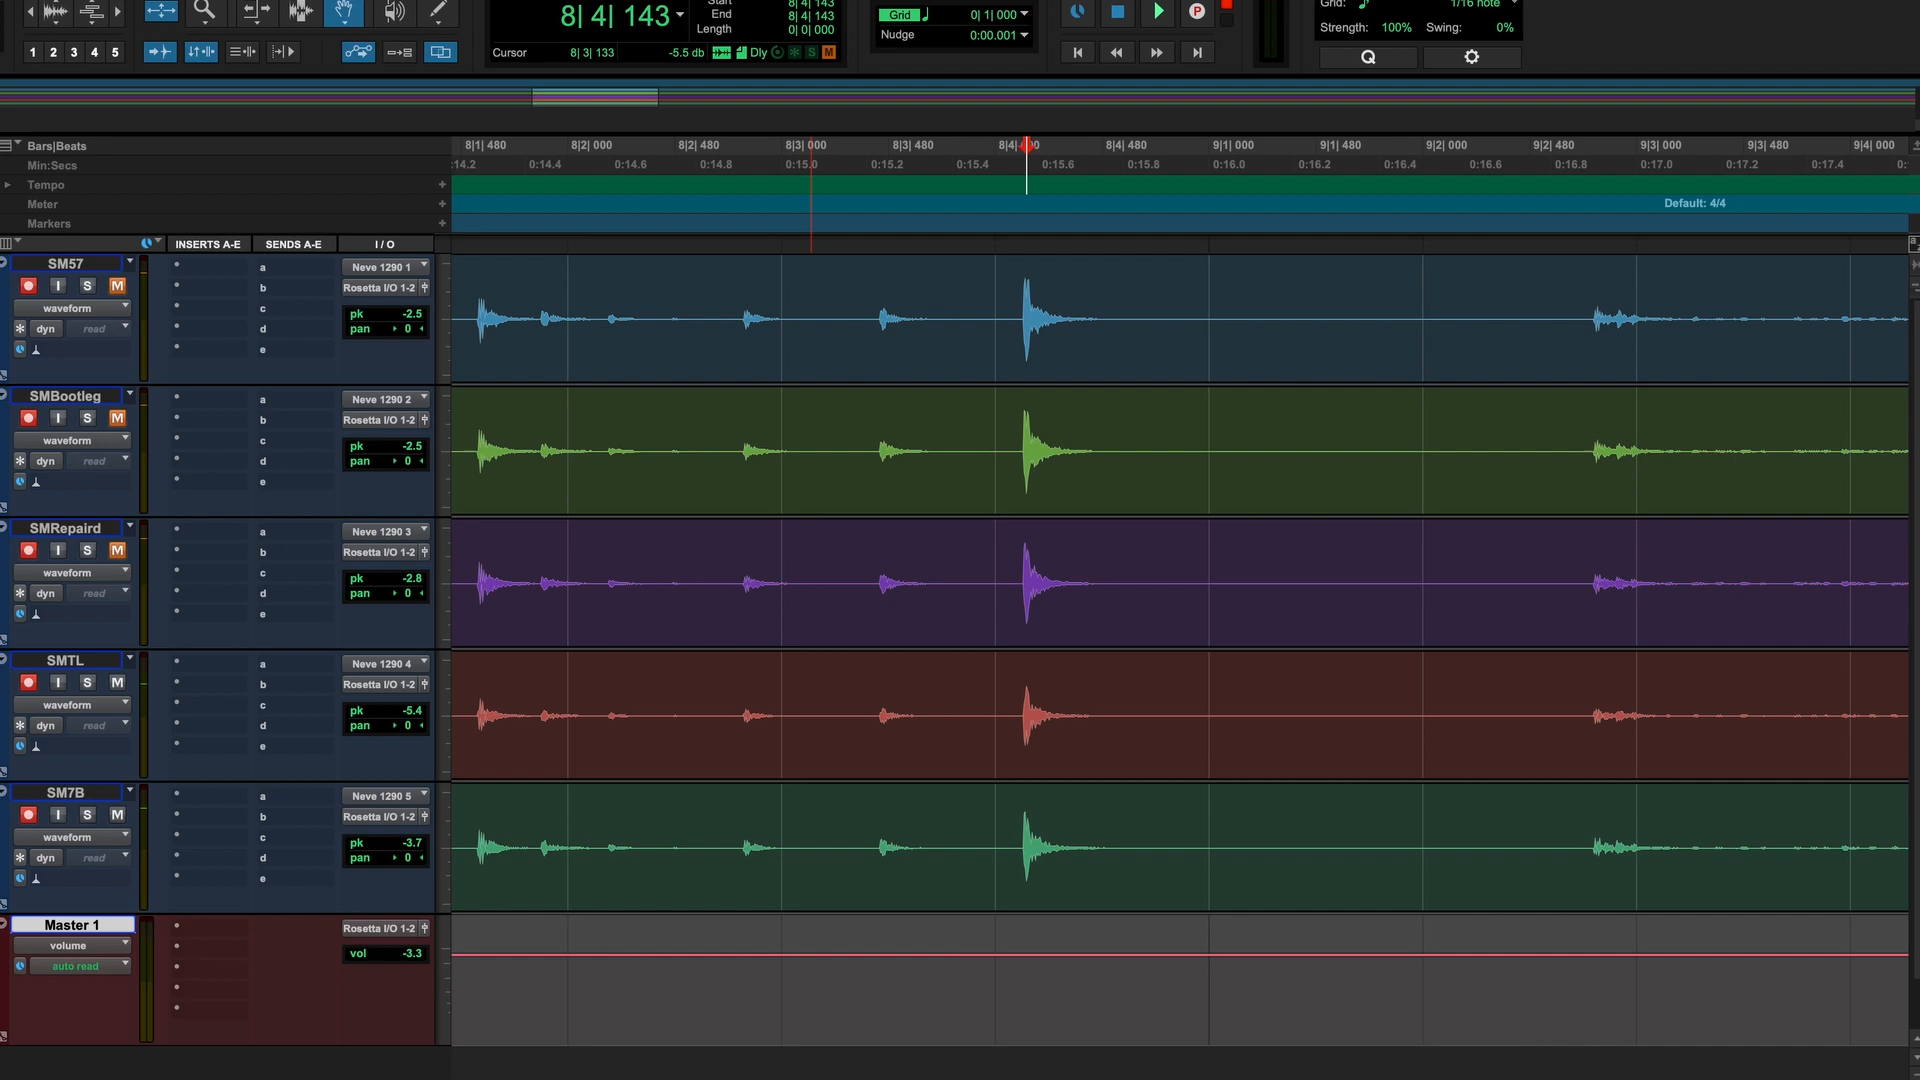 8| 4| 143
Start 8| 4| 143
End 8| 4| 143
Length 0| 0| 000
Grid 0| 1| 000
Nudge 0:00.001
P
Grid: 1/16 note
Strength: 100% Swing: 0%
1 2 3 4 5
Cursor 8| 3| 133 -5.5 db Dly S M
Q
Bars|Beats 8|1| 480 8|2| 000 8|2| 480 8|3| 000 8|3| 480 8|4| 8|4| 480 9|1| 000 9|1| 480 9|2| 000 9|2| 480 9|3| 000 9|3| 480 9|4| 000
Min:Secs :14.2 0:14.4 0:14.6 0:14.8 0:15.0 0:15.2 0:15.4 0:15.6 0:15.8 0:16.0 0:16.2 0:16.4 0:16.6 0:16.8 0:17.0 0:17.2 0:17.4 0:
Tempo +
Meter + Default: 4/4
Markers +
INSERTS A-E SENDS A-E I / O
SM57 a Neve 1290 1
I S M b Rosetta I/O 1-2
waveform c pk -2.5
dyn read d pan 0
e
SMBootleg a Neve 1290 2
I S M b Rosetta I/O 1-2
waveform c pk -2.5
dyn read d pan 0
e
SMRepaird a Neve 1290 3
I S M b Rosetta I/O 1-2
waveform c pk -2.8
dyn read d pan 0
e
SMTL a Neve 1290 4
I S M b Rosetta I/O 1-2
waveform c pk -5.4
dyn read d pan 0
e
SM7B a Neve 1290 5
I S M b Rosetta I/O 1-2
waveform c pk -3.7
dyn read d pan 0
e
Master 1 Rosetta I/O 1-2
volume vol -3.3
auto read